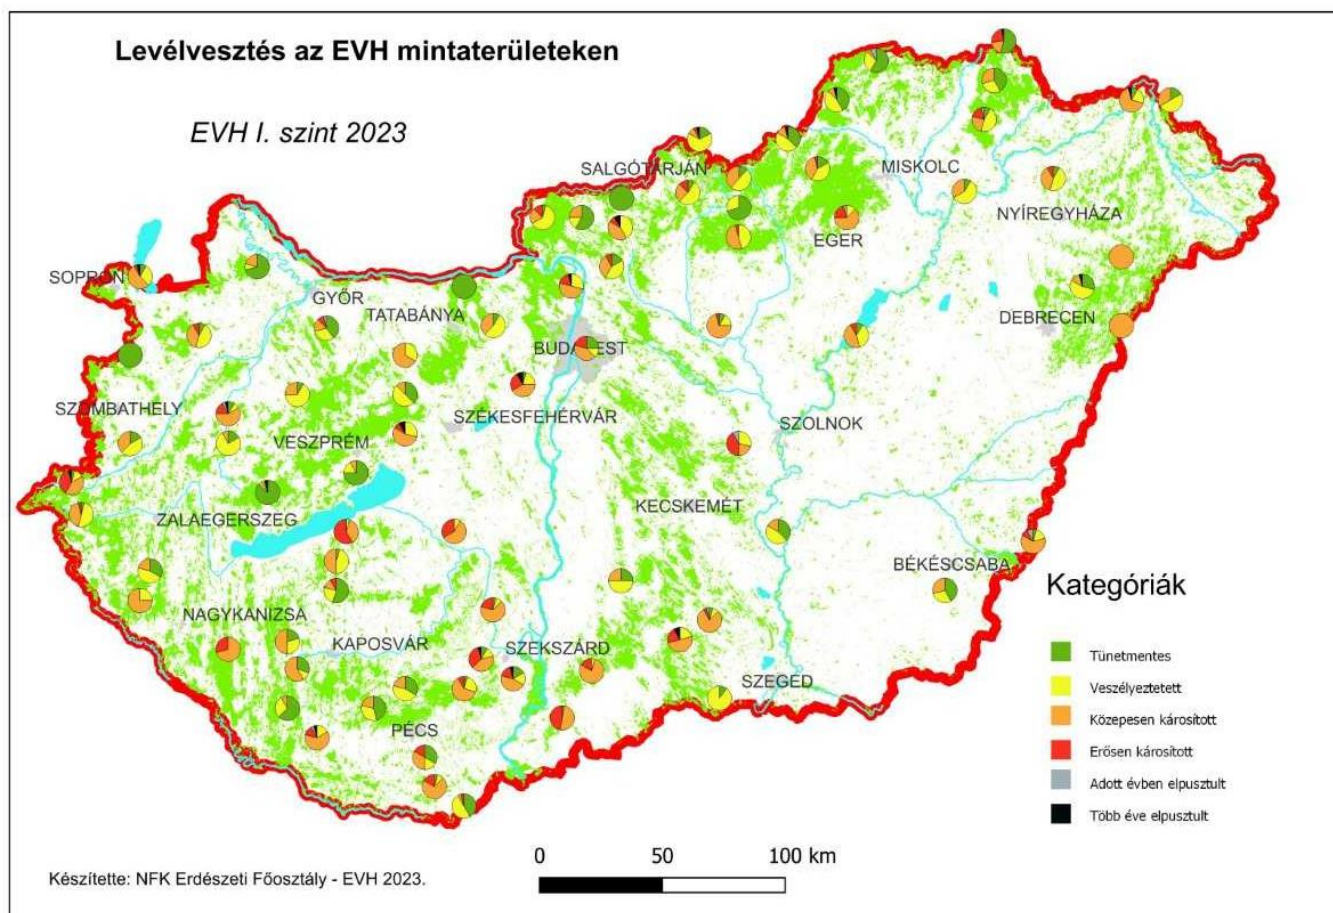 Levélvesztés az EVH mintaterületeken
EVH I. szint 2023
SALGÓTARJÁN
MISKOLC
NYÍREGYHÁZA
EGER
SOPRON
GYŐR
TATABÁNYA
BUDAPEST
DEBRECEN
SZOMBATHELY
SZÉKESFEHÉRVÁR
VESZPRÉM
SZOLNOK
ZALAEGERSZEG
KECSKEMÉT
BÉKÉSCSABA
NAGYKANIZSA
KAPOSVÁR
SZEKSZÁRD
SZEGED
PÉCS
Kategóriák
Tünetmentes
Veszélyeztetett
Közepesen károsított
Erősen károsított
Adott évben elpusztult
Több éve elpusztult
0 50 100 km
Készítette: NFK Erdészeti Főosztály - EVH 2023.